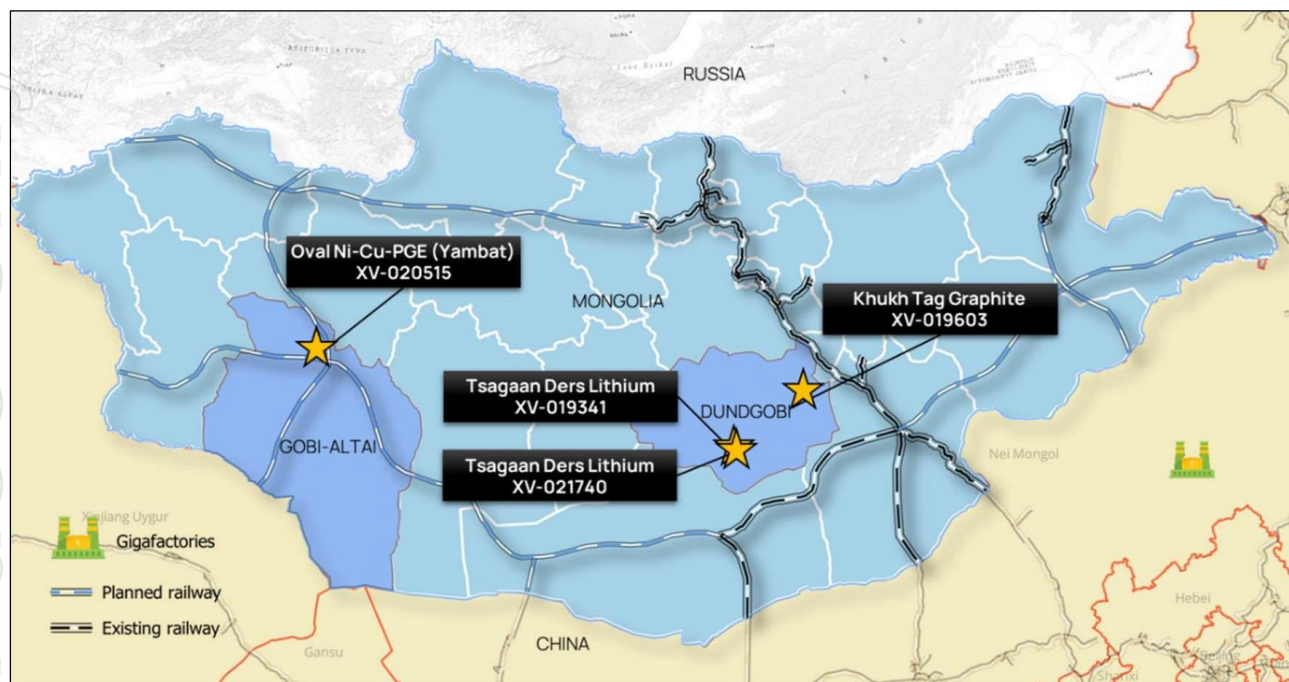 RUSSIA
Oval Ni-Cu-PGE (Yambat)
XV-020515
MONGOLIA
Khukh Tag Graphite
XV-019603
Tsagaan Ders Lithium
XV-019341
DUNDGOBI
GOBI-ALTAI
Tsagaan Ders Lithium
XV-021740
Nei Mongol
Xinjiang Uygur
Gigafactories
Planned railway
Existing railway
Hebei
CHINA
Gansu
Beijing
Shanxi